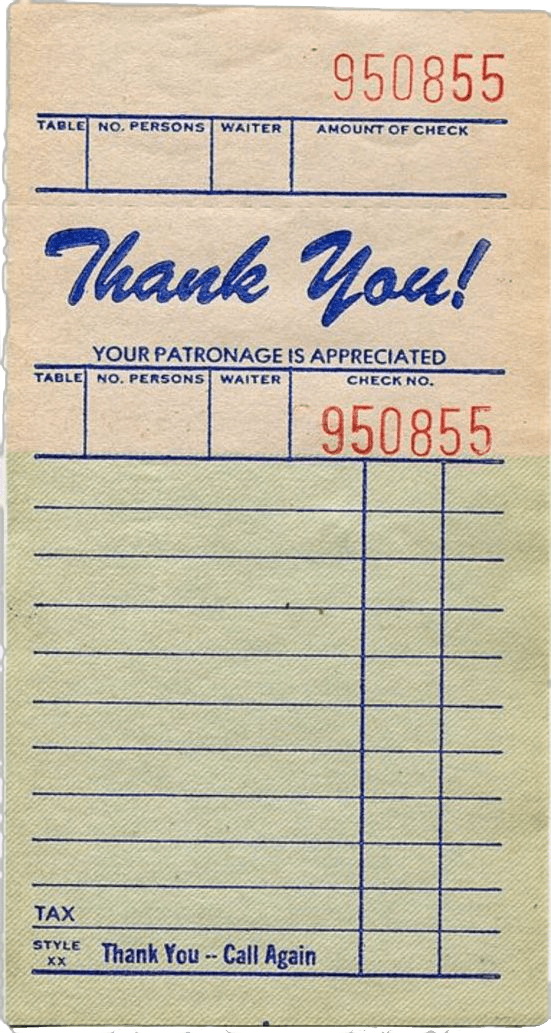 950855
TABLE NO. PERSONS WAITER AMOUNT OF CHECK
Thank You!
YOUR PATRONAGE IS APPRECIATED
TABLE NO. PERSONS WAITER CHECK NO.
950855
TAX
STYLE XX Thank You -- Call Again